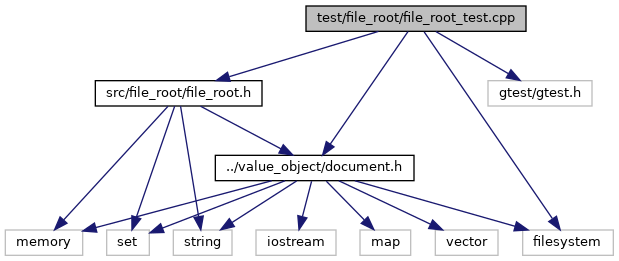 test/file_root/file_root_test.cpp
src/file_root/file_root.h
gtest/gtest.h
../value_object/document.h
memory
set
string
iostream
map
vector
filesystem